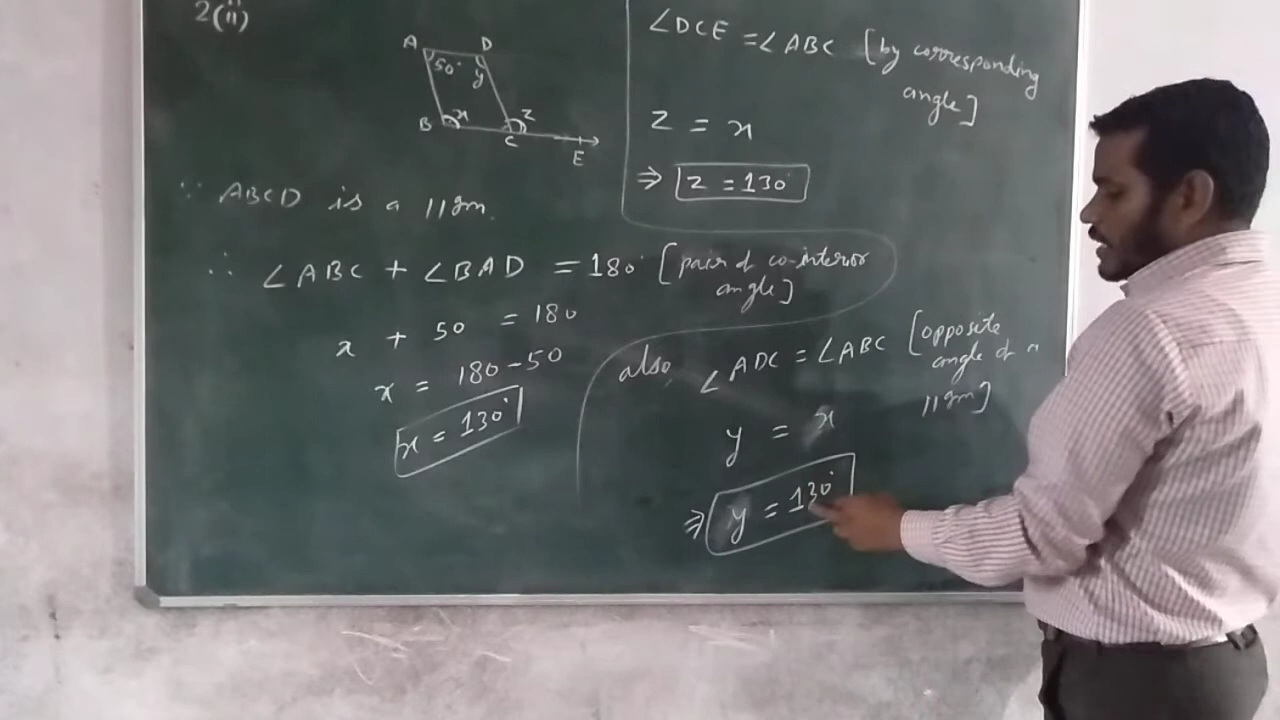 2(ii)
A D
50° y
B x z
C
E
∵ ABCD is a ||gm.
∴ ∠ABC + ∠BAD = 180° [pair of co-interior
angle]
x + 50 = 180
x = 180-50
x = 130°
∠DCE = ∠ABC [by corresponding
angle]
z = x
⇒ z = 130°
also, ∠ADC = ∠ABC [opposite
angle of a
||gm]
y = x
⇒ y = 130°